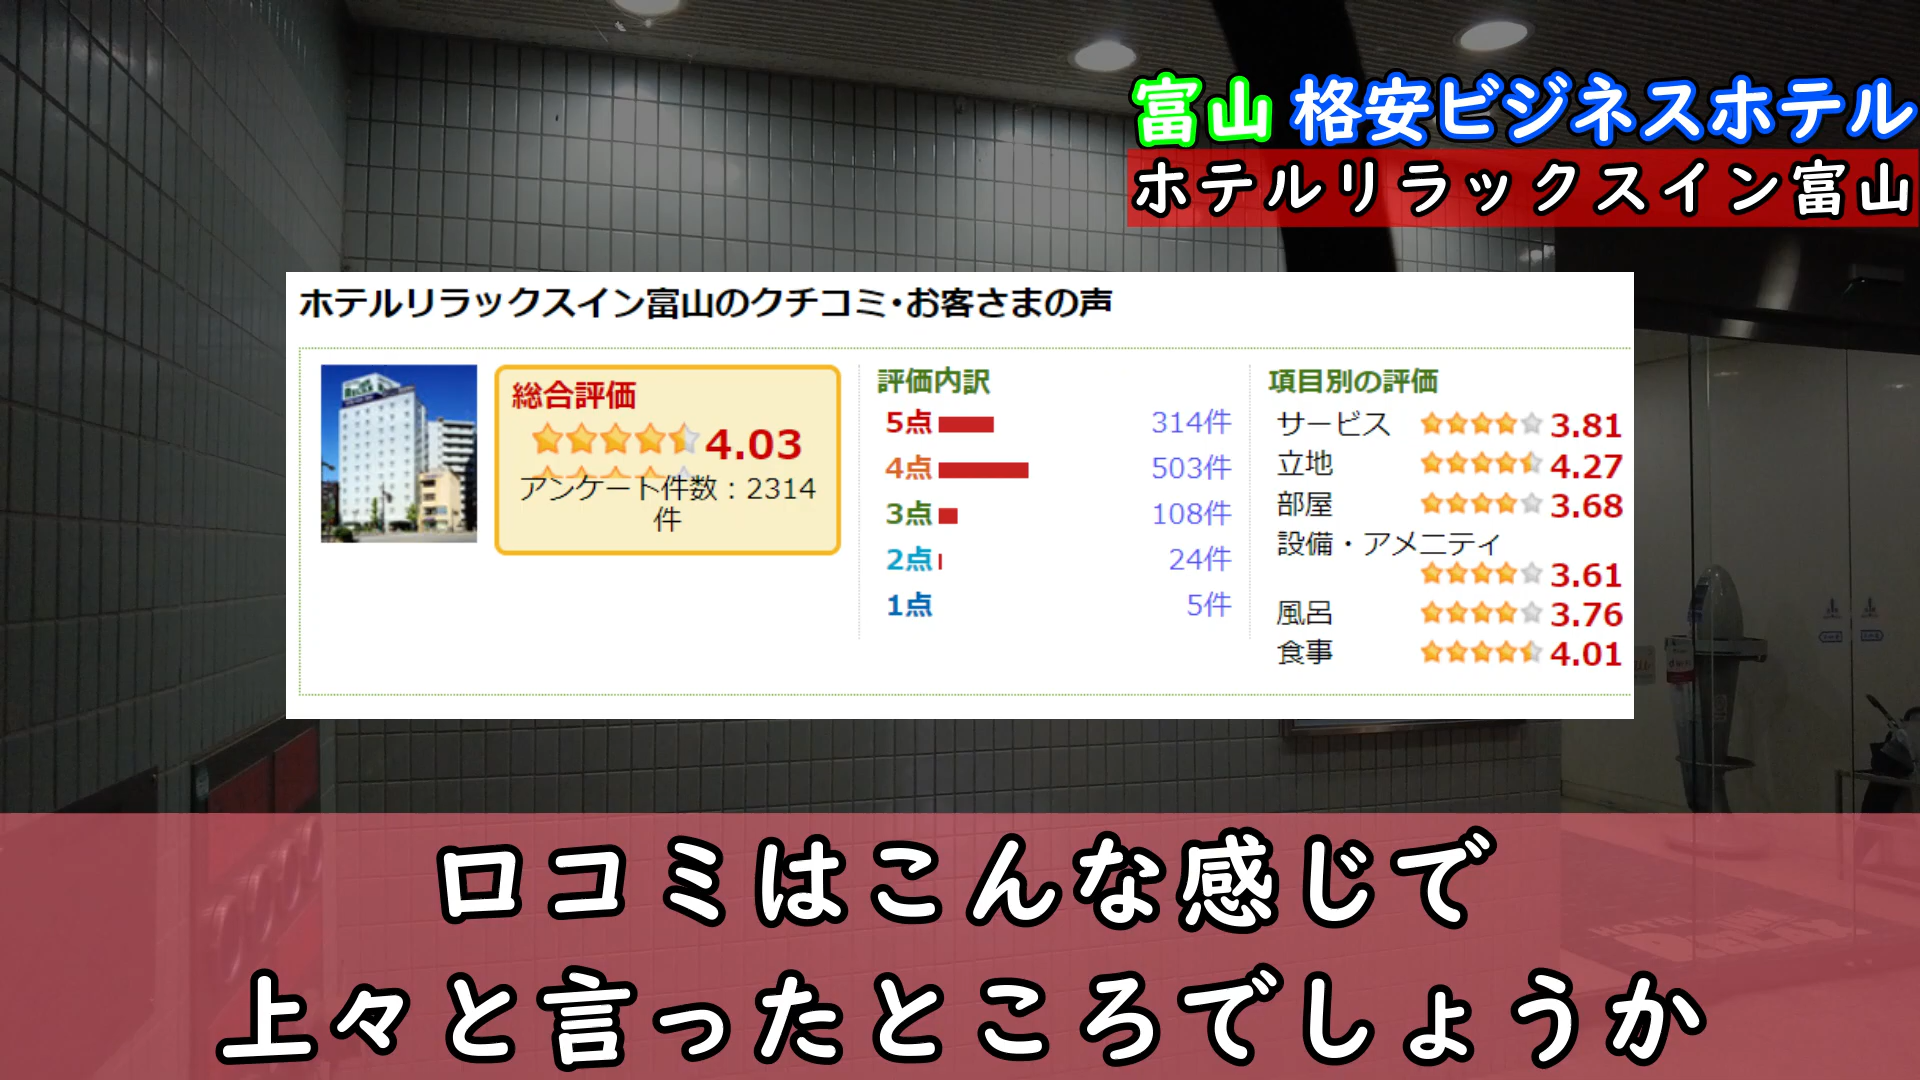 富山 格安ビジネスホテル
ホテルリラックスイン富山
ホテルリラックスイン富山のクチコミ･お客さまの声
総合評価
4.03
アンケート件数：2314
件
評価内訳
5点 314件
4点 503件
3点 108件
2点 24件
1点 5件
項目別の評価
サービス 3.81
立地 4.27
部屋 3.68
設備・アメニティ
3.61
風呂 3.76
食事 4.01
口コミはこんな感じで
上々と言ったところでしょうか